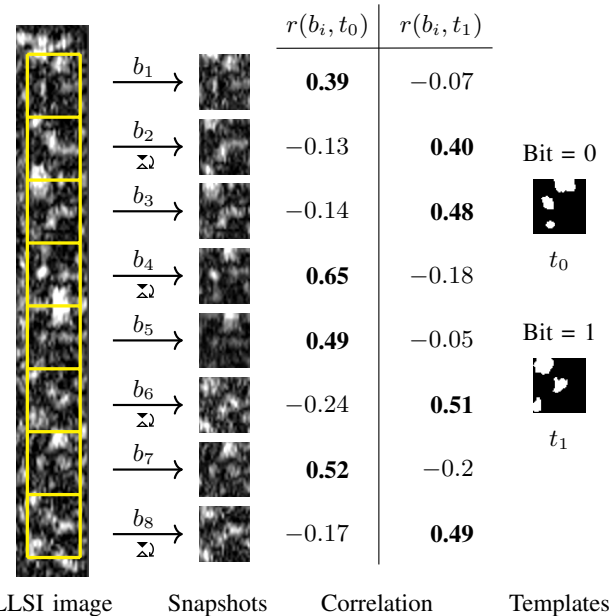 r(b_i, t_0) r(b_i, t_1)
b_1 0.39 −0.07
b_2 −0.13 0.40
Bit = 0
b_3 −0.14 0.48
t_0
b_4 0.65 −0.18
b_5 0.49 −0.05
Bit = 1
b_6 −0.24 0.51
t_1
b_7 0.52 −0.2
b_8 −0.17 0.49
LLSI image Snapshots Correlation Templates